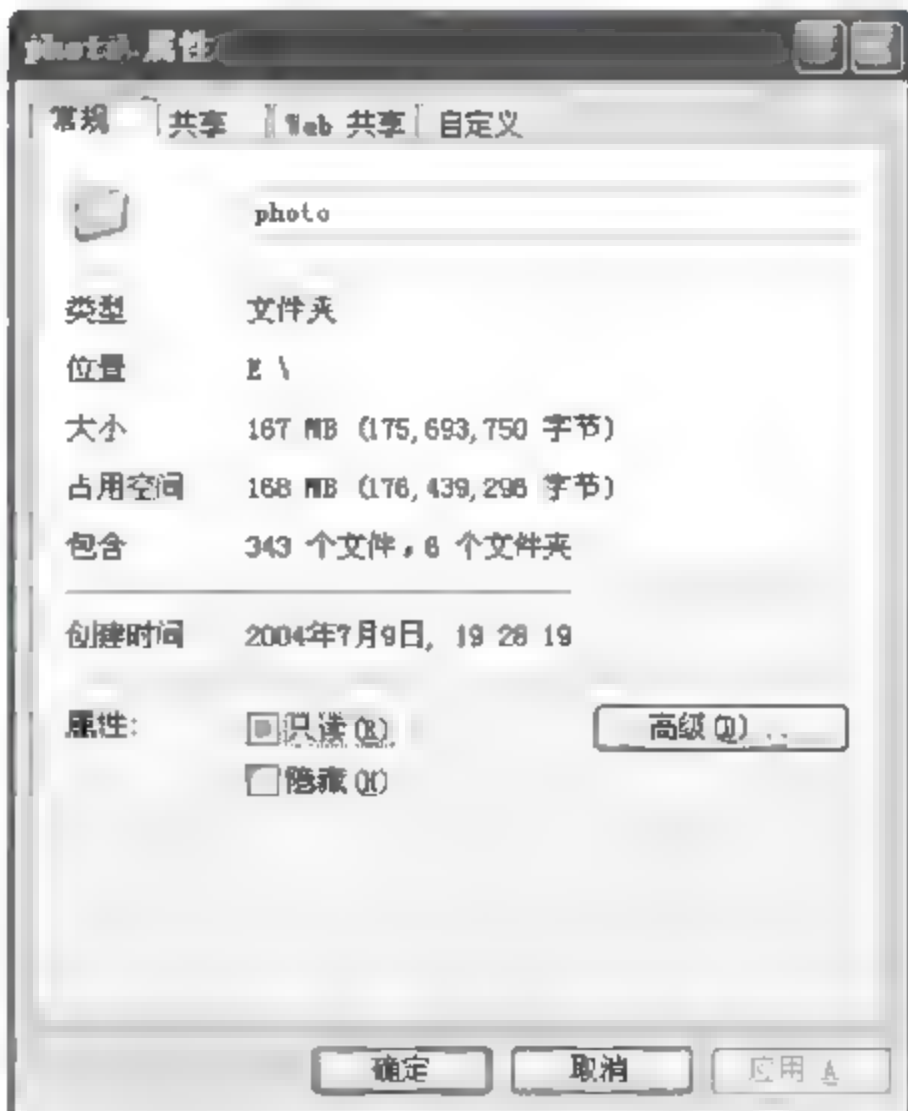 photo 属性
常规 共享 Web 共享 自定义
photo
类型 文件夹
位置 E \
大小 167 MB (175,693,750 字节)
占用空间 168 MB (176,439,296 字节)
包含 343 个文件，6 个文件夹
创建时间 2004年7月9日, 19 28 19
属性: 只读(R) 高级(D)..
隐藏(H)
确定 取消 应用 A